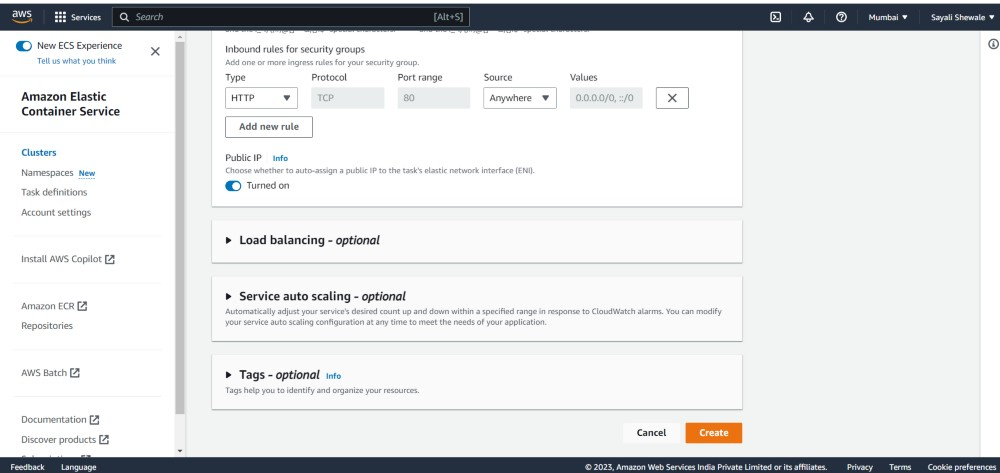 aws
Services
Search
[Alt+S]
Mumbai
Sayali Shewale
New ECS Experience
Tell us what you think
Amazon Elastic
Container Service
Clusters
Namespaces New
Task definitions
Account settings
Install AWS Copilot
Amazon ECR
Repositories
AWS Batch
Documentation
Discover products
Inbound rules for security groups
Add one or more ingress rules for your security group.
Type Protocol Port range Source Values
HTTP TCP 80 Anywhere 0.0.0.0/0, ::/0
Add new rule
Public IP Info
Choose whether to auto-assign a public IP to the task's elastic network interface (ENI).
Turned on
Load balancing - optional
Service auto scaling - optional
Automatically adjust your service's desired count up and down within a specified range in response to CloudWatch alarms. You can modify
your service auto scaling configuration at any time to meet the needs of your application.
Tags - optional Info
Tags help you to identify and organize your resources.
Cancel Create
Feedback Language © 2023, Amazon Web Services India Private Limited or its affiliates. Privacy Terms Cookie preferences